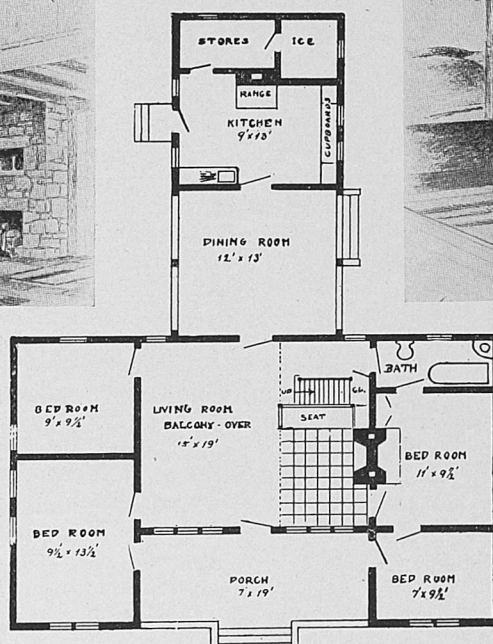 STORES
ICE
RANGE
KITCHEN
9'x13'
CUPBOARDS
DINING ROOM
12' x 13'
BATH
UP
CL.
SEAT
BED ROOM
9' x 9½'
LIVING ROOM
BALCONY - OVER
15' x 19'
BED ROOM
11' x 9½'
BED ROOM
9½' x 13½'
PORCH
7' x 19'
BED ROOM
7' x 9½'